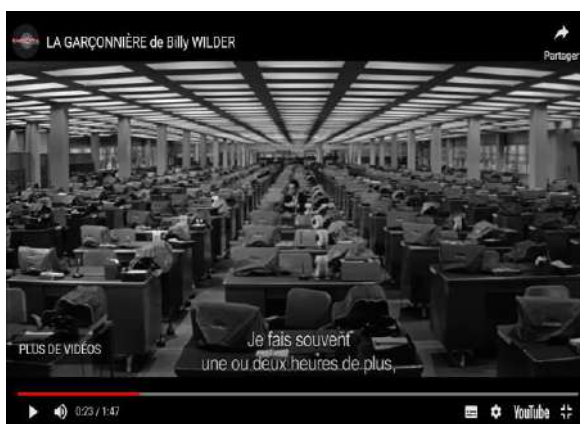 LA GARÇONNIÈRE de Billy WILDER
Partager
Je fais souvent
une ou deux heures de plus,
PLUS DE VIDÉOS
0:23 / 1:47
YouTube